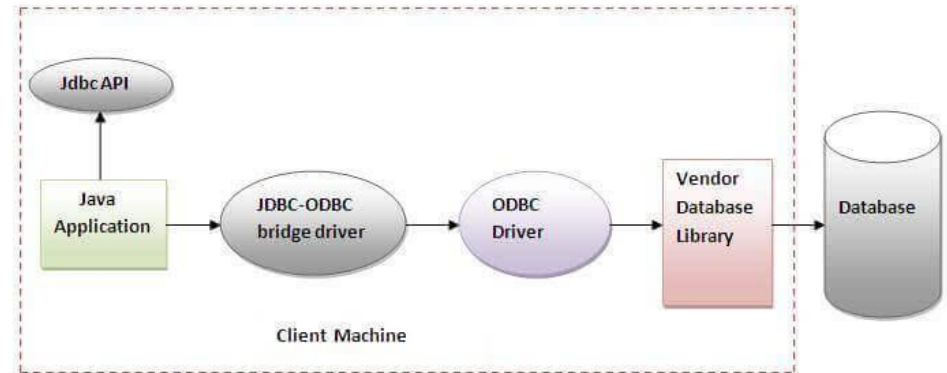 Jdbc API
Java
Application
JDBC-ODBC
bridge driver
ODBC
Driver
Vendor
Database
Library
Database
Client Machine